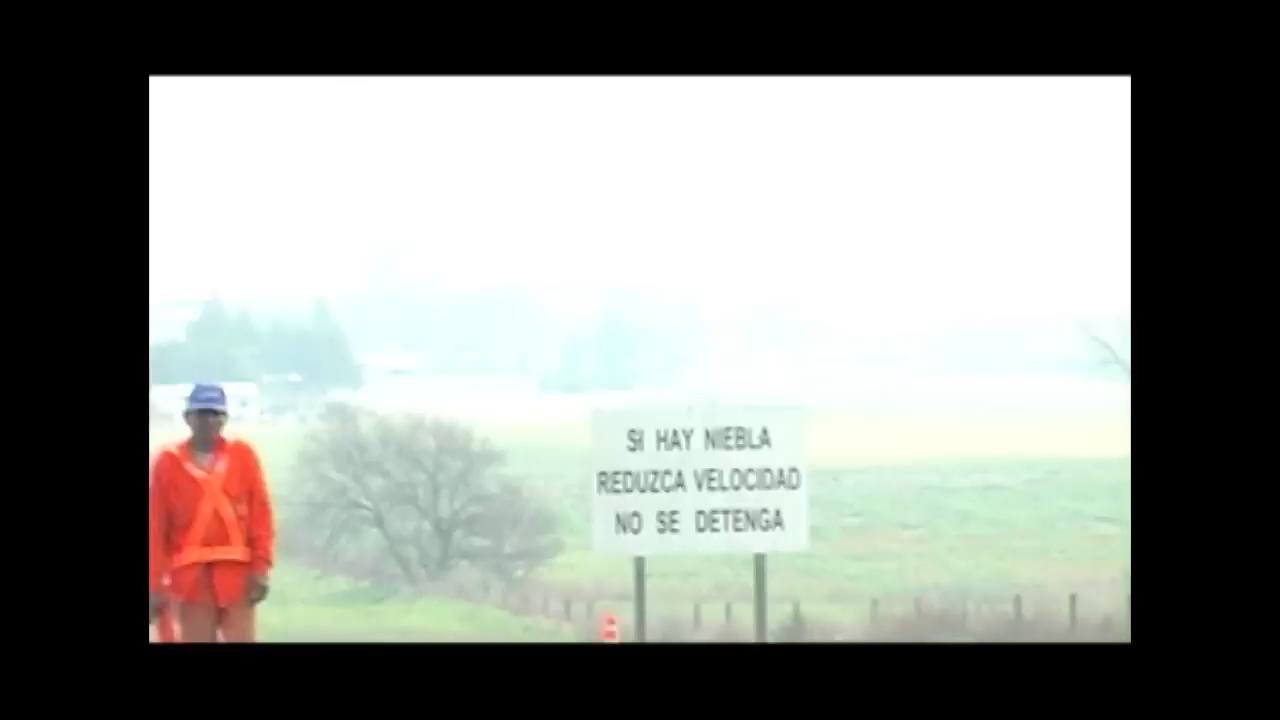 SI HAY NIEBLA
REDUZCA VELOCIDAD
NO SE DETENGA